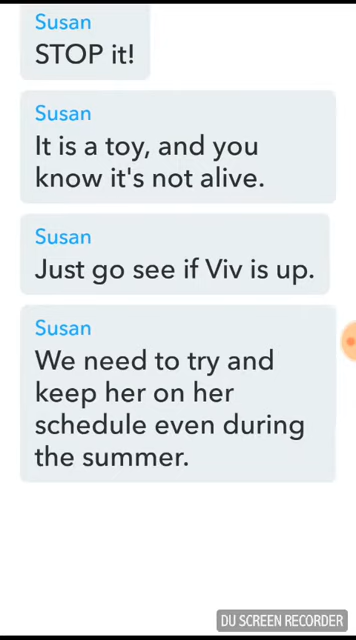 Susan
STOP it!
Susan
It is a toy, and you
know it's not alive.
Susan
Just go see if Viv is up.
Susan
We need to try and
keep her on her
schedule even during
the summer.
DU SCREEN RECORDER